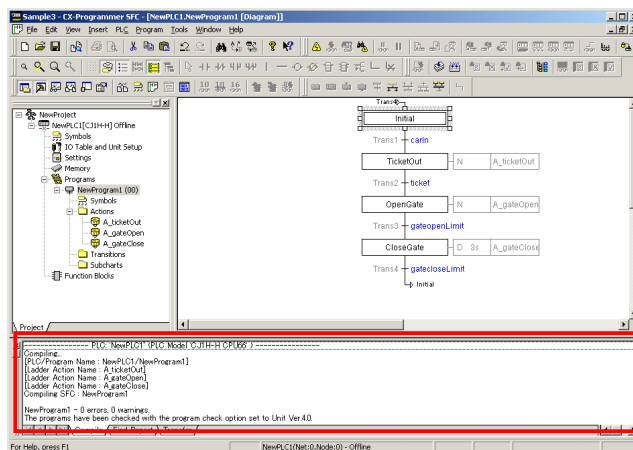 Sample3 - CX-Programmer SFC - [NewPLC1.NewProgram1 [Diagram]]
File Edit View Insert PLC Program Tools Window Help
NewProject
NewPLC1[CJ1H-H] Offline
Symbols
IO Table and Unit Setup
Settings
Memory
Programs
NewProgram1 (00)
Symbols
Actions
A_ticketOut
A_gateOpen
A_gateClose
Transitions
Subcharts
Function Blocks
Project
Trans4
Initial
Trans1 carin
TicketOut N A_ticketOut
Trans2 ticket
OpenGate N A_gateOpen
Trans3 gateopenLimit
CloseGate D 3s A_gateClose
Trans4 gatecloseLimit
Initial
---------------- PLC: 'NewPLC1' (PLC Model 'CJ1H-H CPU66') ----------------
Compiling...
[PLC/Program Name : NewPLC1/NewProgram1]
[Ladder Action Name : A_ticketOut]
[Ladder Action Name : A_gateOpen]
[Ladder Action Name : A_gateClose]
Compiling SFC : NewProgram1
NewProgram1 - 0 errors, 0 warnings.
The programs have been checked with the program check option set to Unit Ver.4.0.
Compile / Find Report / Transfer
For Help, press F1
NewPLC1(Net:0,Node:0) - Offline